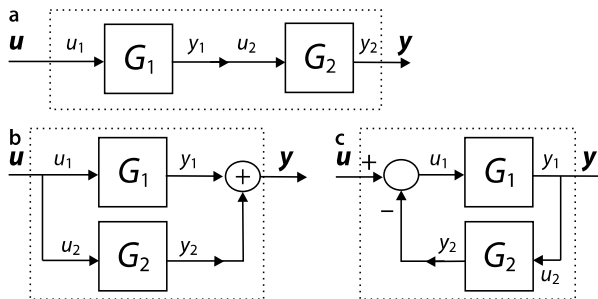 a
u u₁ G₁ y₁ u₂ G₂ y₂ y
b
u u₁ G₁ y₁ + y
u₂ G₂ y₂
c
u + u₁ G₁ y₁ y
− y₂ G₂ u₂